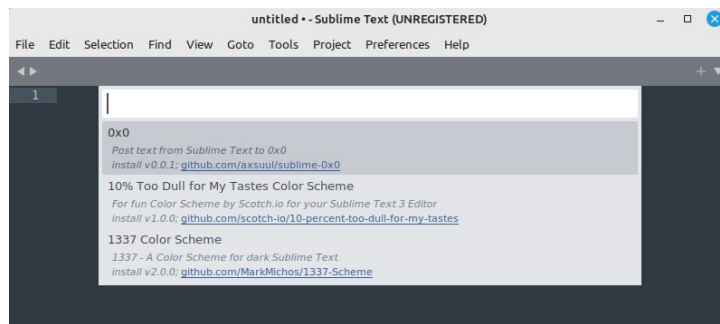 untitled • - Sublime Text (UNREGISTERED)
File Edit Selection Find View Goto Tools Project Preferences Help
1
0x0
Post text from Sublime Text to 0x0
install v0.0.1; github.com/axsuul/sublime-0x0
10% Too Dull for My Tastes Color Scheme
For fun Color Scheme by Scotch.io for your Sublime Text 3 Editor
install v1.0.0; github.com/scotch-io/10-percent-too-dull-for-my-tastes
1337 Color Scheme
1337 - A Color Scheme for dark Sublime Text
install v2.0.0; github.com/MarkMichos/1337-Scheme